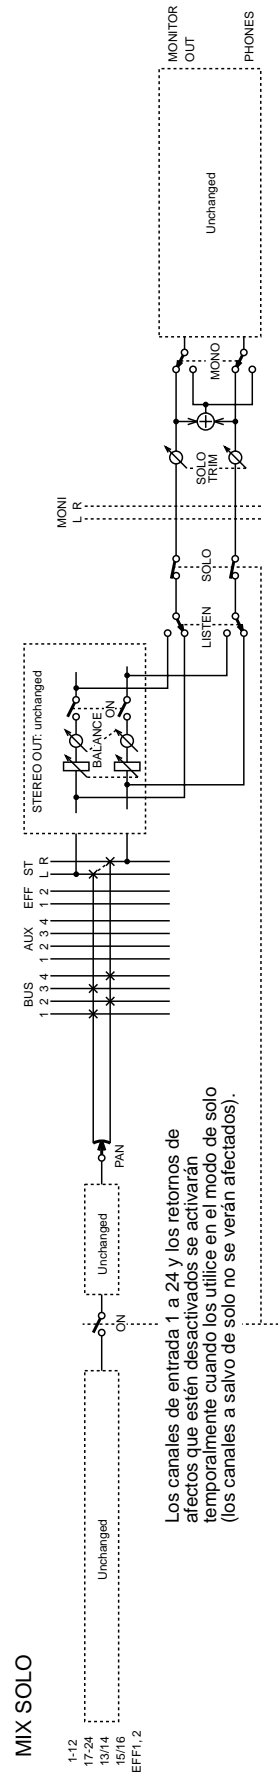 MIX SOLO
1-12
17-24
13/14
15/16
EFF1, 2
Unchanged
ON
Unchanged
PAN
BUS
1 2 3 4
AUX
1 2 3 4
EFF
1 2
ST
L R
STEREO OUT: unchanged
BALANCE
ON
LISTEN
SOLO
MONI
L R
SOLO
TRIM
MONO
Unchanged
MONITOR
OUT
PHONES
Los canales de entrada 1 a 24 y los retornos de
afectos que estén desactivados se activarán
temporalmente cuando los utilice en el modo de solo
(los canales a salvo de solo no se verán afectados).